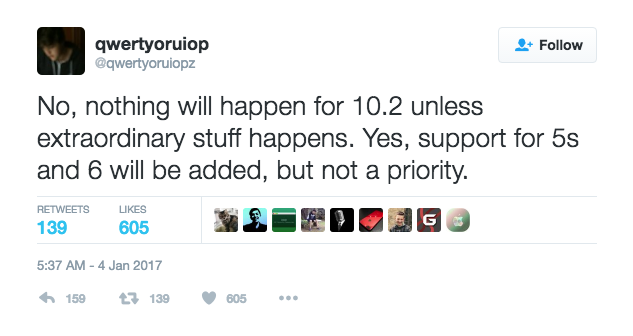 qwertyoruiop
@qwertyoruiopz
Follow
No, nothing will happen for 10.2 unless
extraordinary stuff happens. Yes, support for 5s
and 6 will be added, but not a priority.
RETWEETS LIKES
139 605
G
5:37 AM - 4 Jan 2017
159 139 605